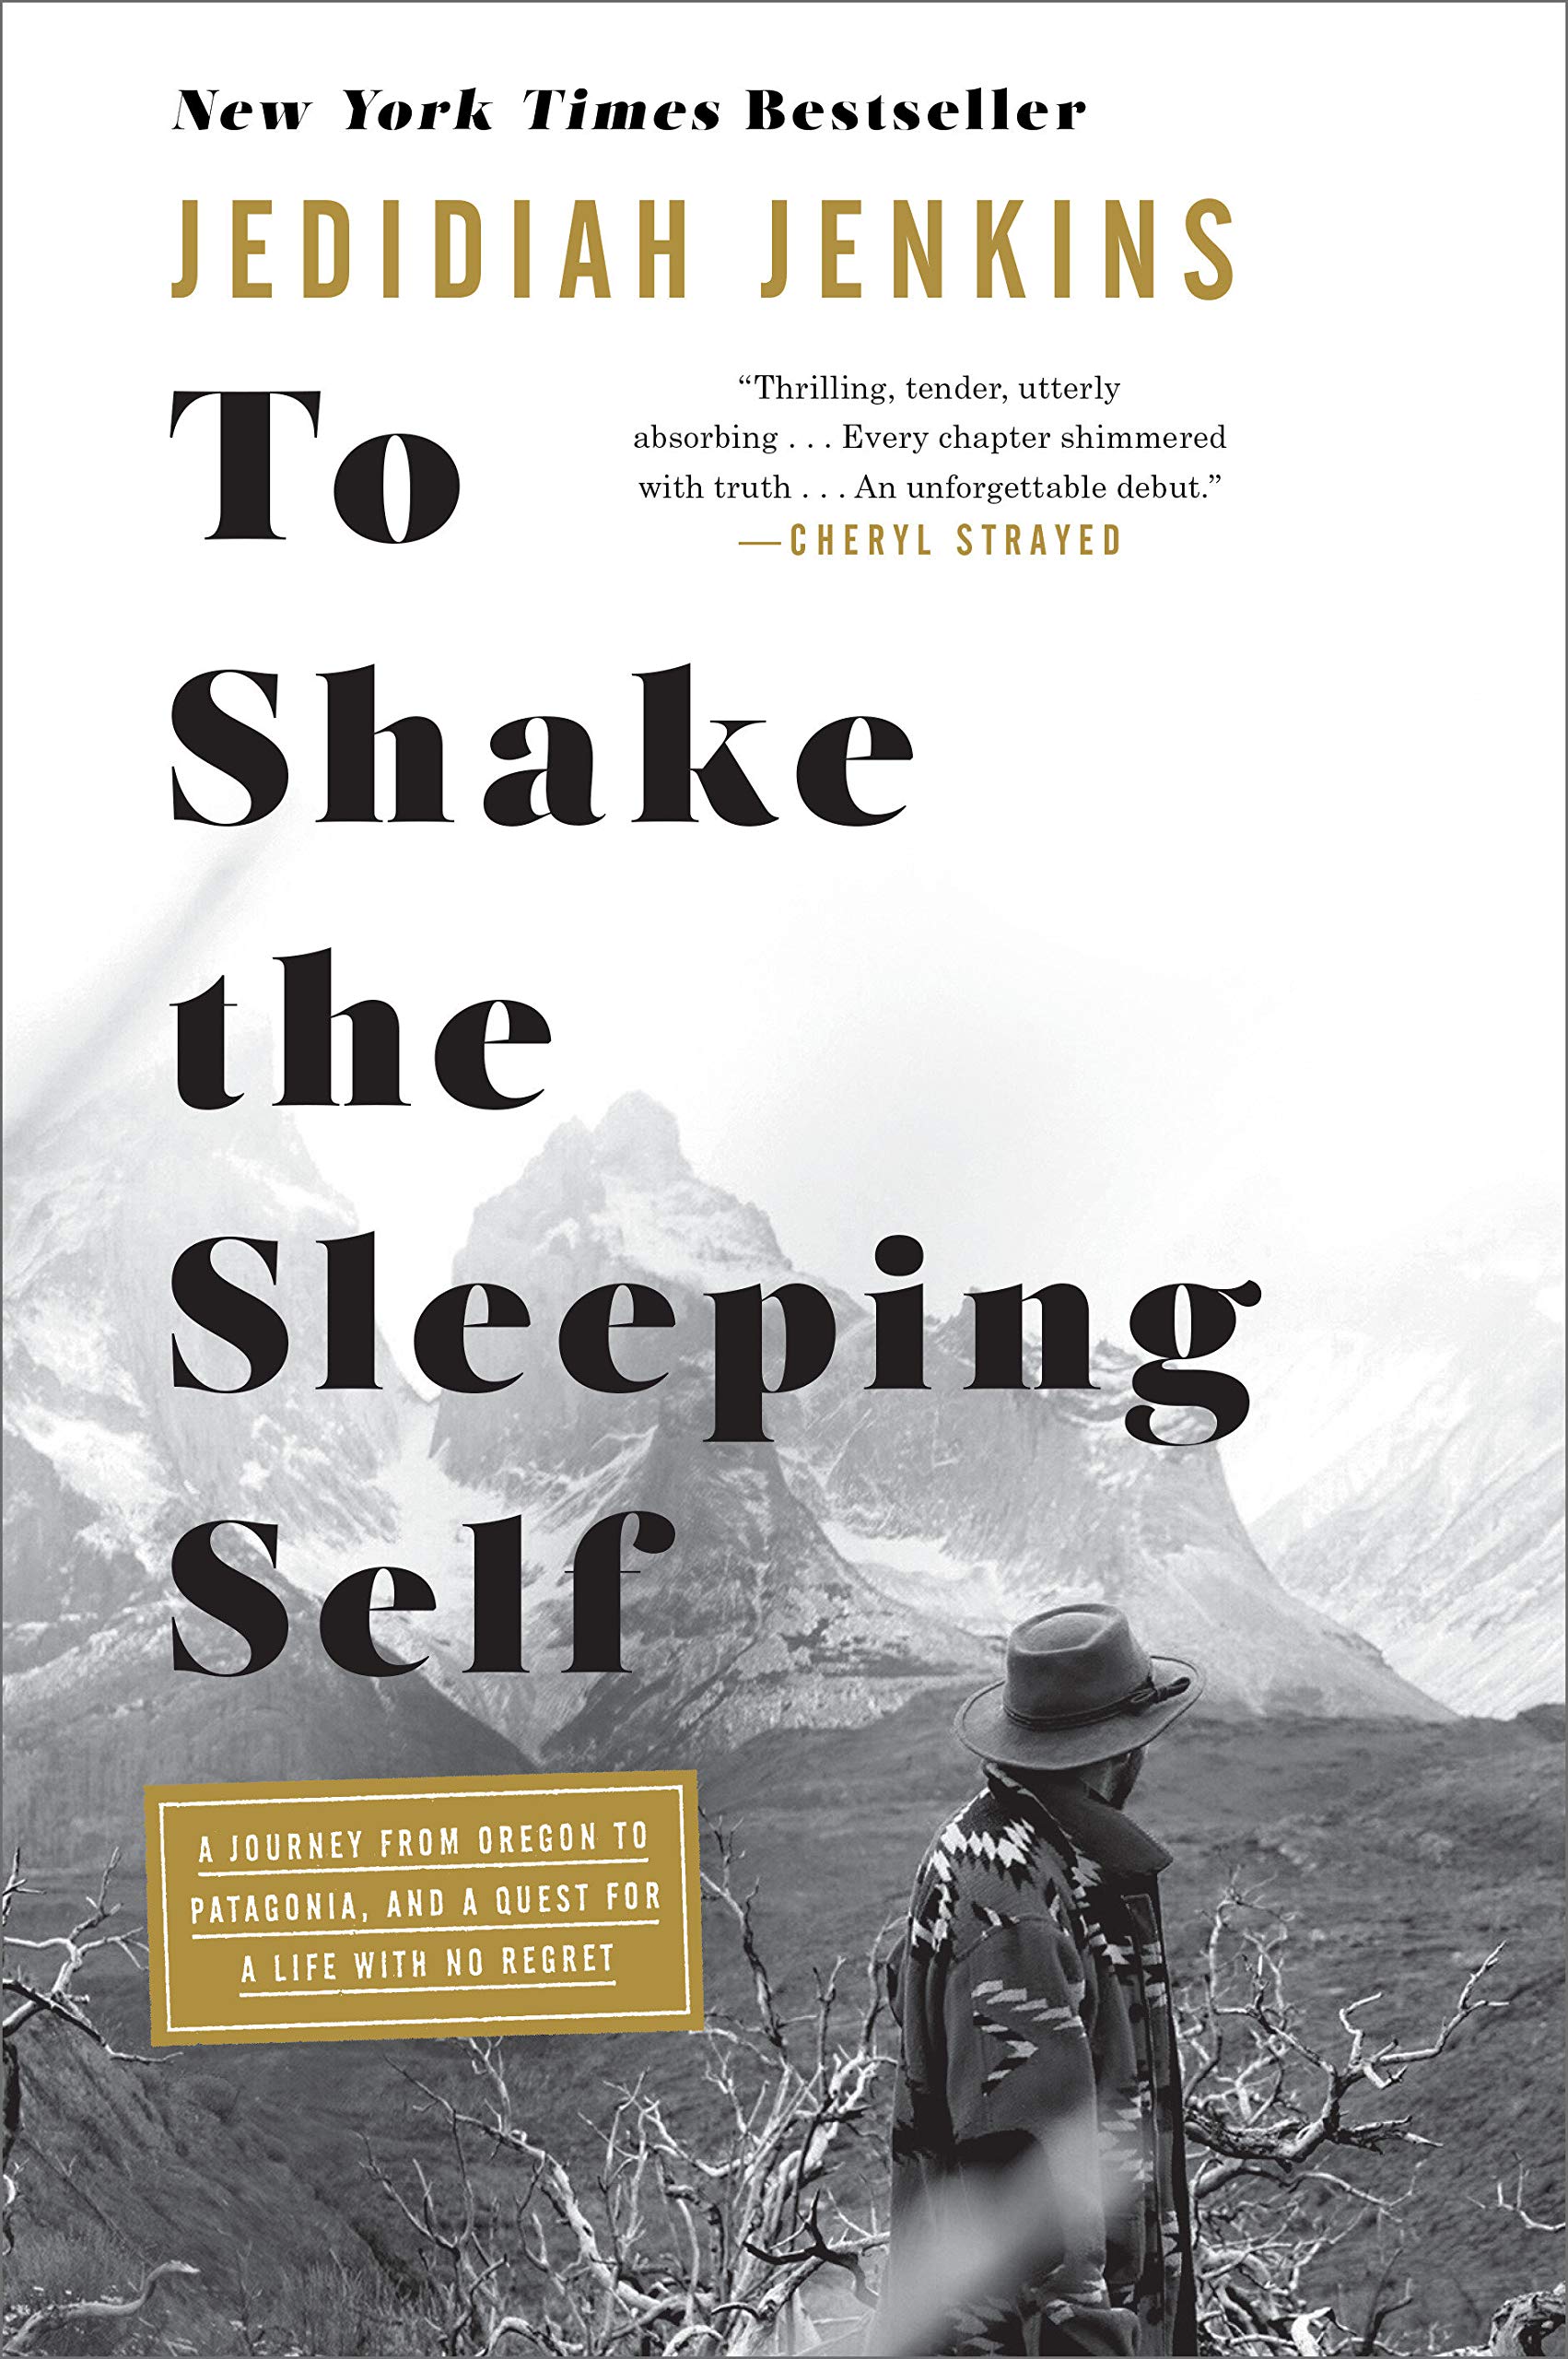 New York Times Bestseller
JEDIDIAH JENKINS
To
“Thrilling, tender, utterly
absorbing . . . Every chapter shimmered
with truth . . . An unforgettable debut.”
—CHERYL STRAYED
Shake
the
Sleeping
Self
A JOURNEY FROM OREGON TO
PATAGONIA, AND A QUEST FOR
A LIFE WITH NO REGRET